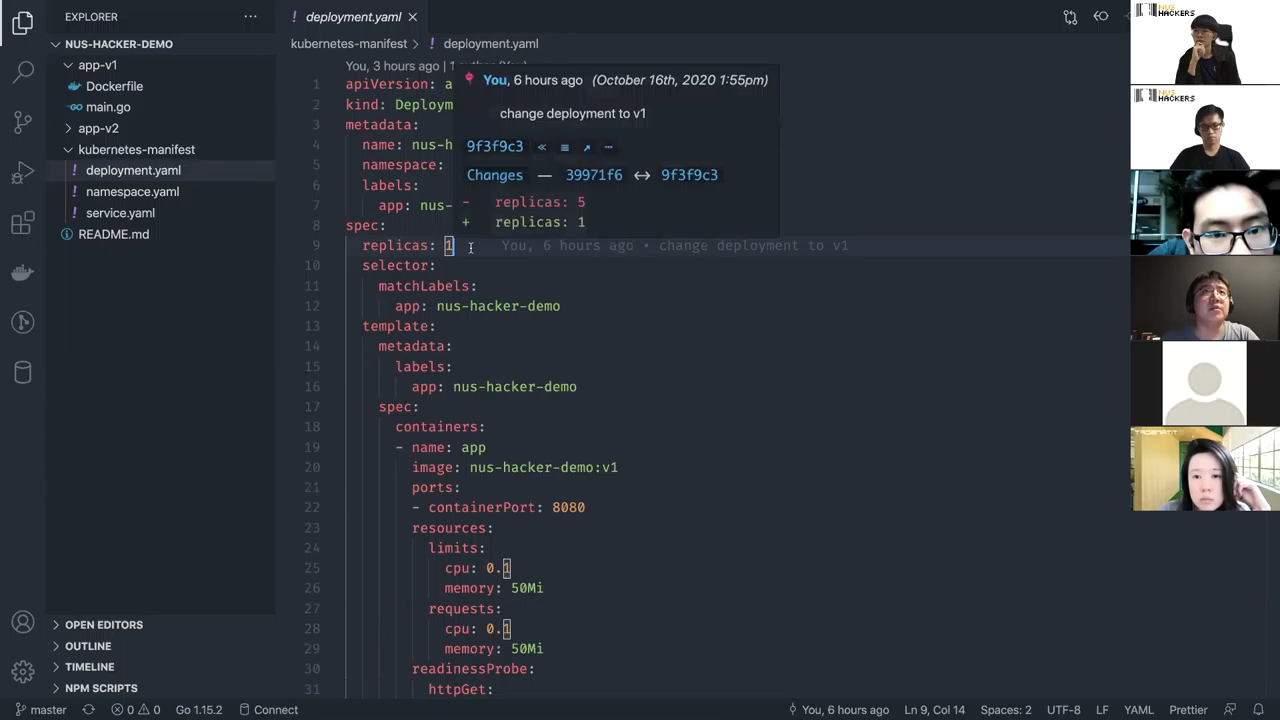 EXPLORER
NUS-HACKER-DEMO
app-v1
Dockerfile
main.go
app-v2
kubernetes-manifest
deployment.yaml
namespace.yaml
service.yaml
README.md
OPEN EDITORS
OUTLINE
TIMELINE
NPM SCRIPTS
deployment.yaml
kubernetes-manifest > deployment.yaml
You, 3 hours ago | 1
1 apiVersion: a
2 kind: Deploym
3 metadata:
4 name: nus-h
5 namespace:
6 labels:
7 app: nus-
8 spec:
9 replicas: 1 You, 6 hours ago • change deployment to v1
10 selector:
11 matchLabels:
12 app: nus-hacker-demo
13 template:
14 metadata:
15 labels:
16 app: nus-hacker-demo
17 spec:
18 containers:
19 - name: app
20 image: nus-hacker-demo:v1
21 ports:
22 - containerPort: 8080
23 resources:
24 limits:
25 cpu: 0.1
26 memory: 50Mi
27 requests:
28 cpu: 0.1
29 memory: 50Mi
30 readinessProbe:
31 httpGet:
You, 6 hours ago (October 16th, 2020 1:55pm)
change deployment to v1
9f3f9c3
Changes — 39971f6 ↔ 9f3f9c3
- replicas: 5
+ replicas: 1
NUS
HACKERS
NUS
HACKERS
master
0 0
Go 1.15.2
Connect
You, 6 hours ago
Ln 9, Col 14
Spaces: 2
UTF-8
LF
YAML
Prettier